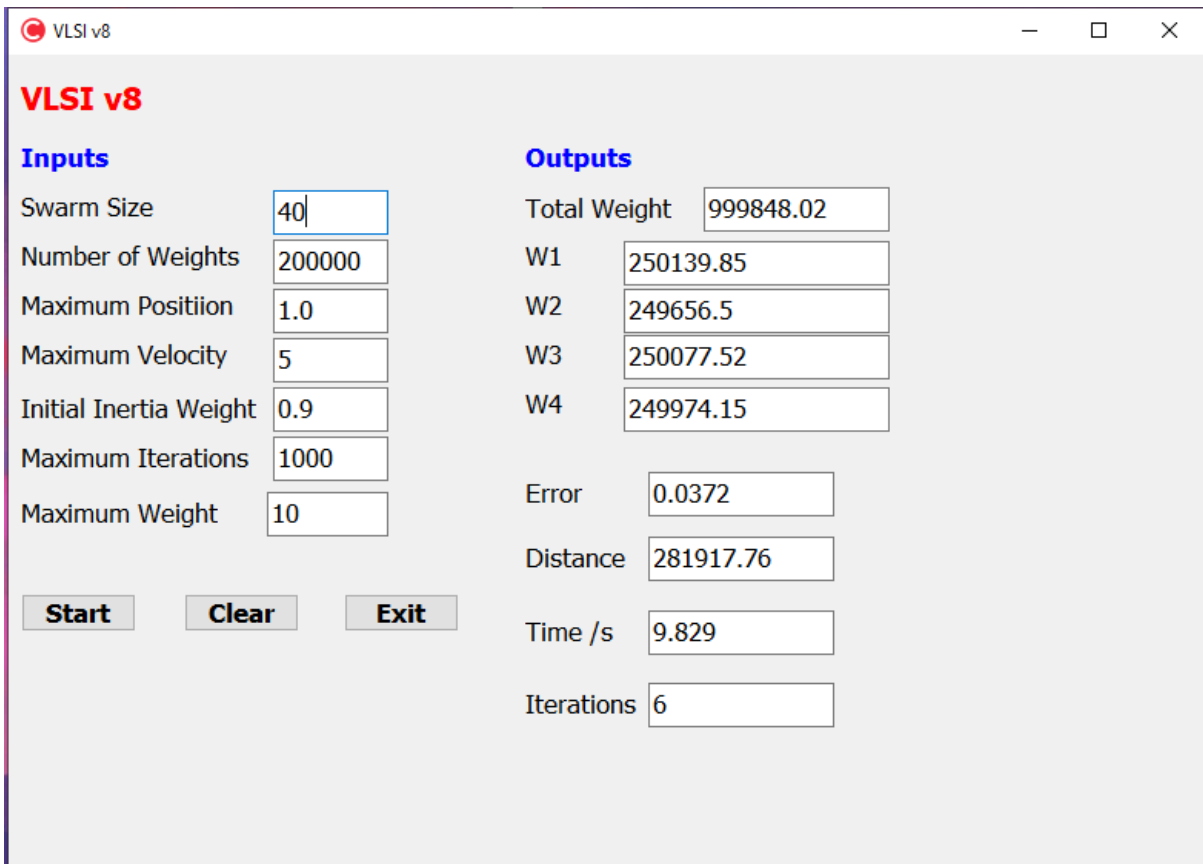 VLSI v8
VLSI v8
Inputs
Swarm Size 40
Number of Weights 200000
Maximum Positiion 1.0
Maximum Velocity 5
Initial Inertia Weight 0.9
Maximum Iterations 1000
Maximum Weight 10
Start Clear Exit
Outputs
Total Weight 999848.02
W1 250139.85
W2 249656.5
W3 250077.52
W4 249974.15
Error 0.0372
Distance 281917.76
Time /s 9.829
Iterations 6